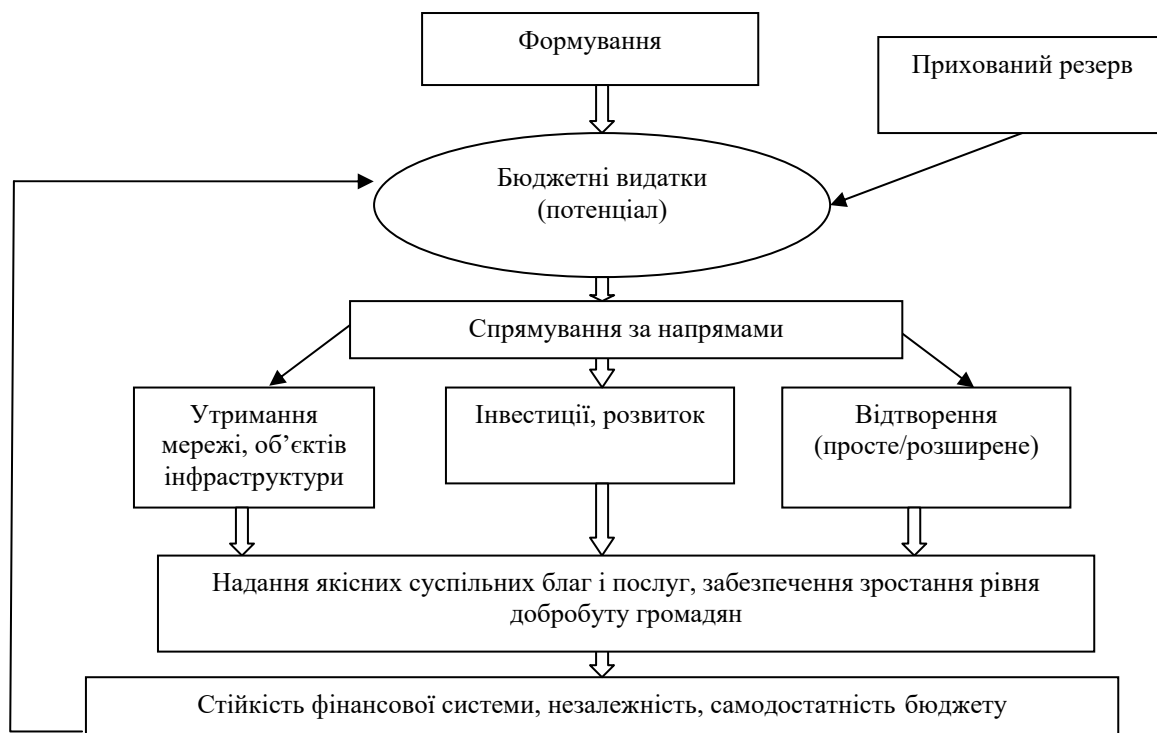 Формування
Прихований резерв
Бюджетні видатки
(потенціал)
Спрямування за напрямами
Утримання
мережі, об’єктів
інфраструктури
Інвестиції, розвиток
Відтворення
(просте/розширене)
Надання якісних суспільних благ і послуг, забезпечення зростання рівня
добробуту громадян
Стійкість фінансової системи, незалежність, самодостатність бюджету